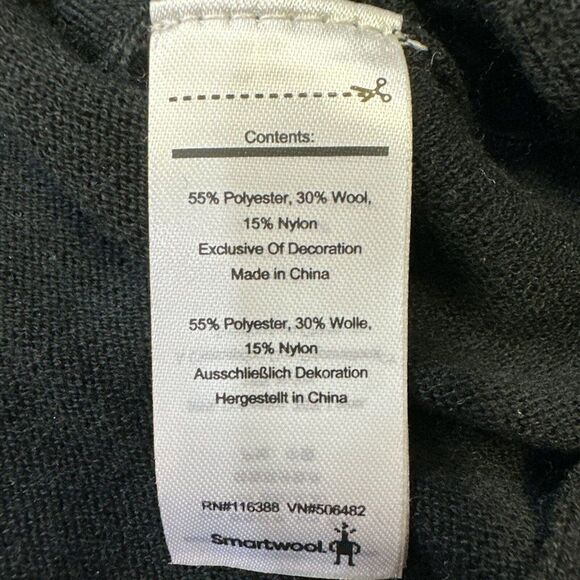 Contents:
55% Polyester, 30% Wool,
15% Nylon
Exclusive Of Decoration
Made in China
55% Polyester, 30% Wolle,
15% Nylon
Ausschließlich Dekoration
Hergestellt in China
RN#116388 VN#506482
smartwool